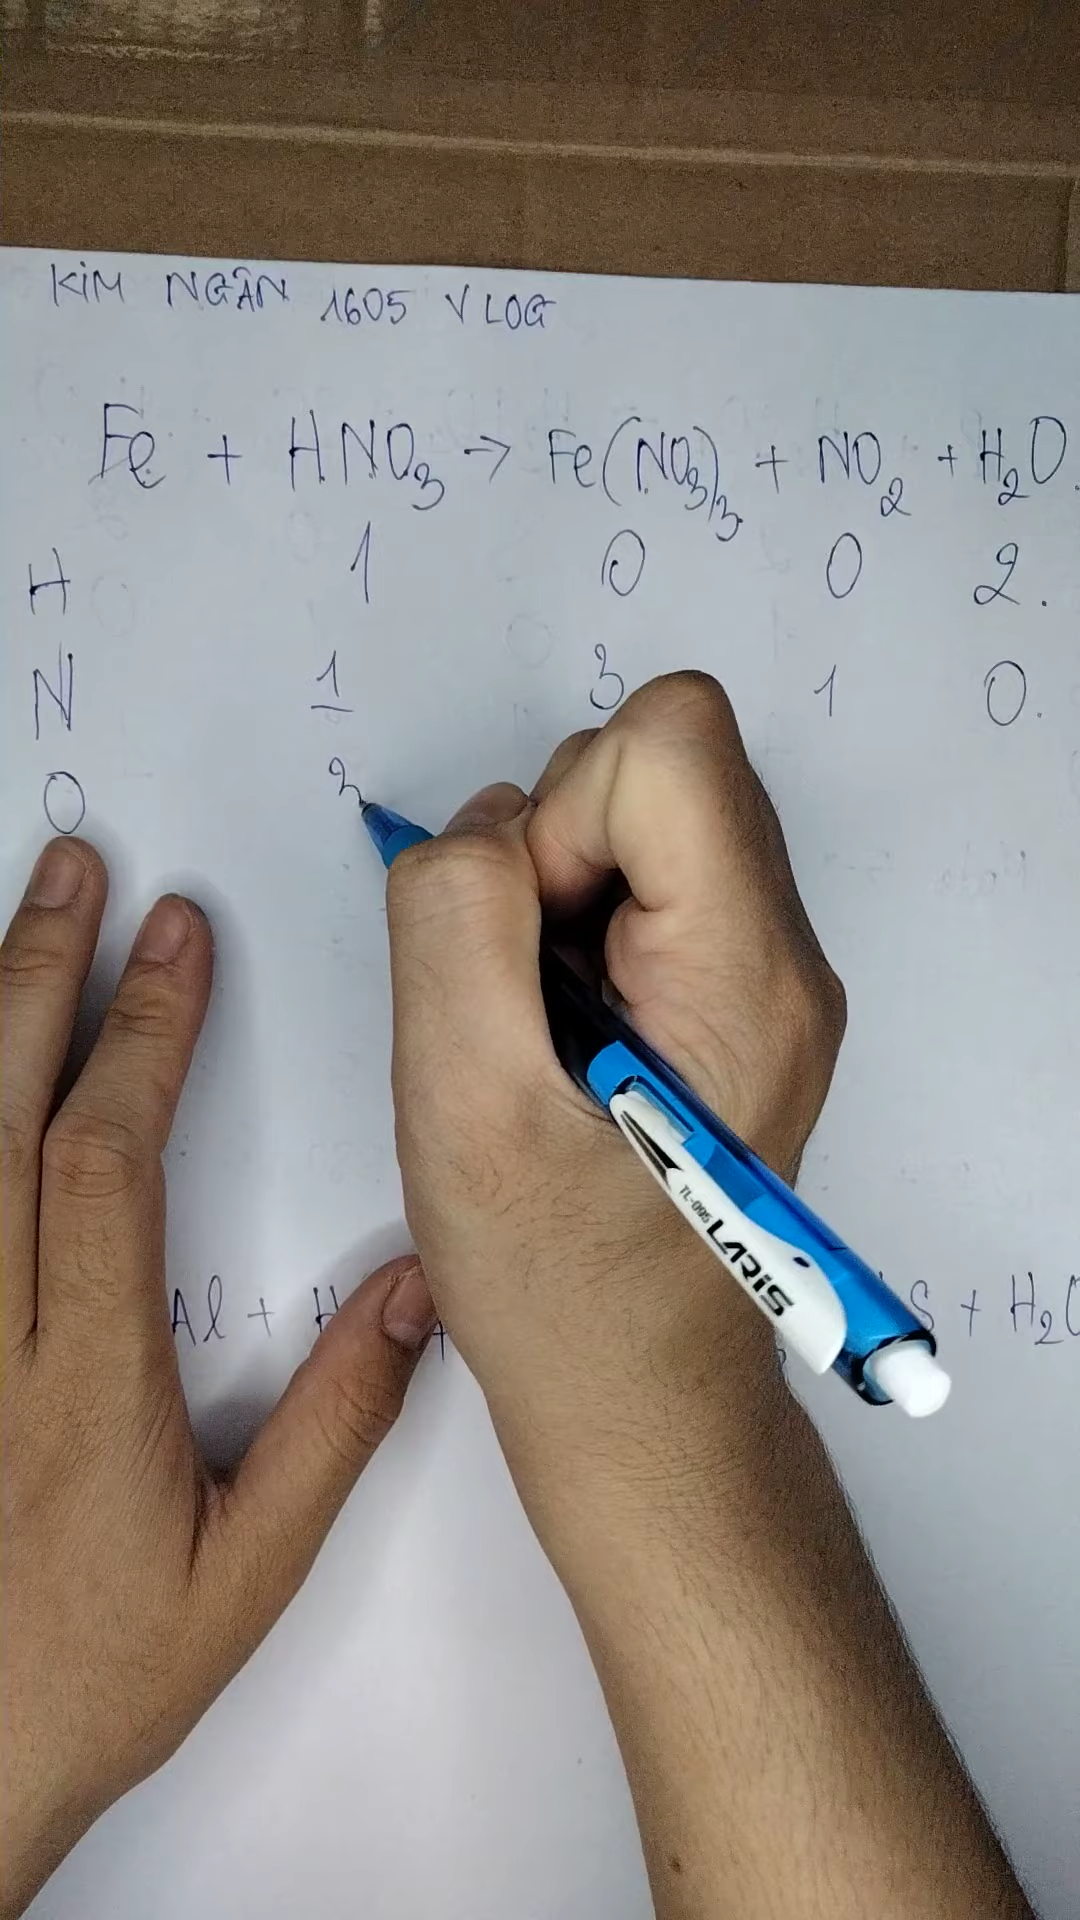 KIM NGÂN 1605 VLOG
Fe + HNO3 → Fe(NO3)3 + NO2 + H2O.
H 1 0 0 2.
N 1 3 1 0.
O
TL-095 LARIS
Al + H + S + H2O